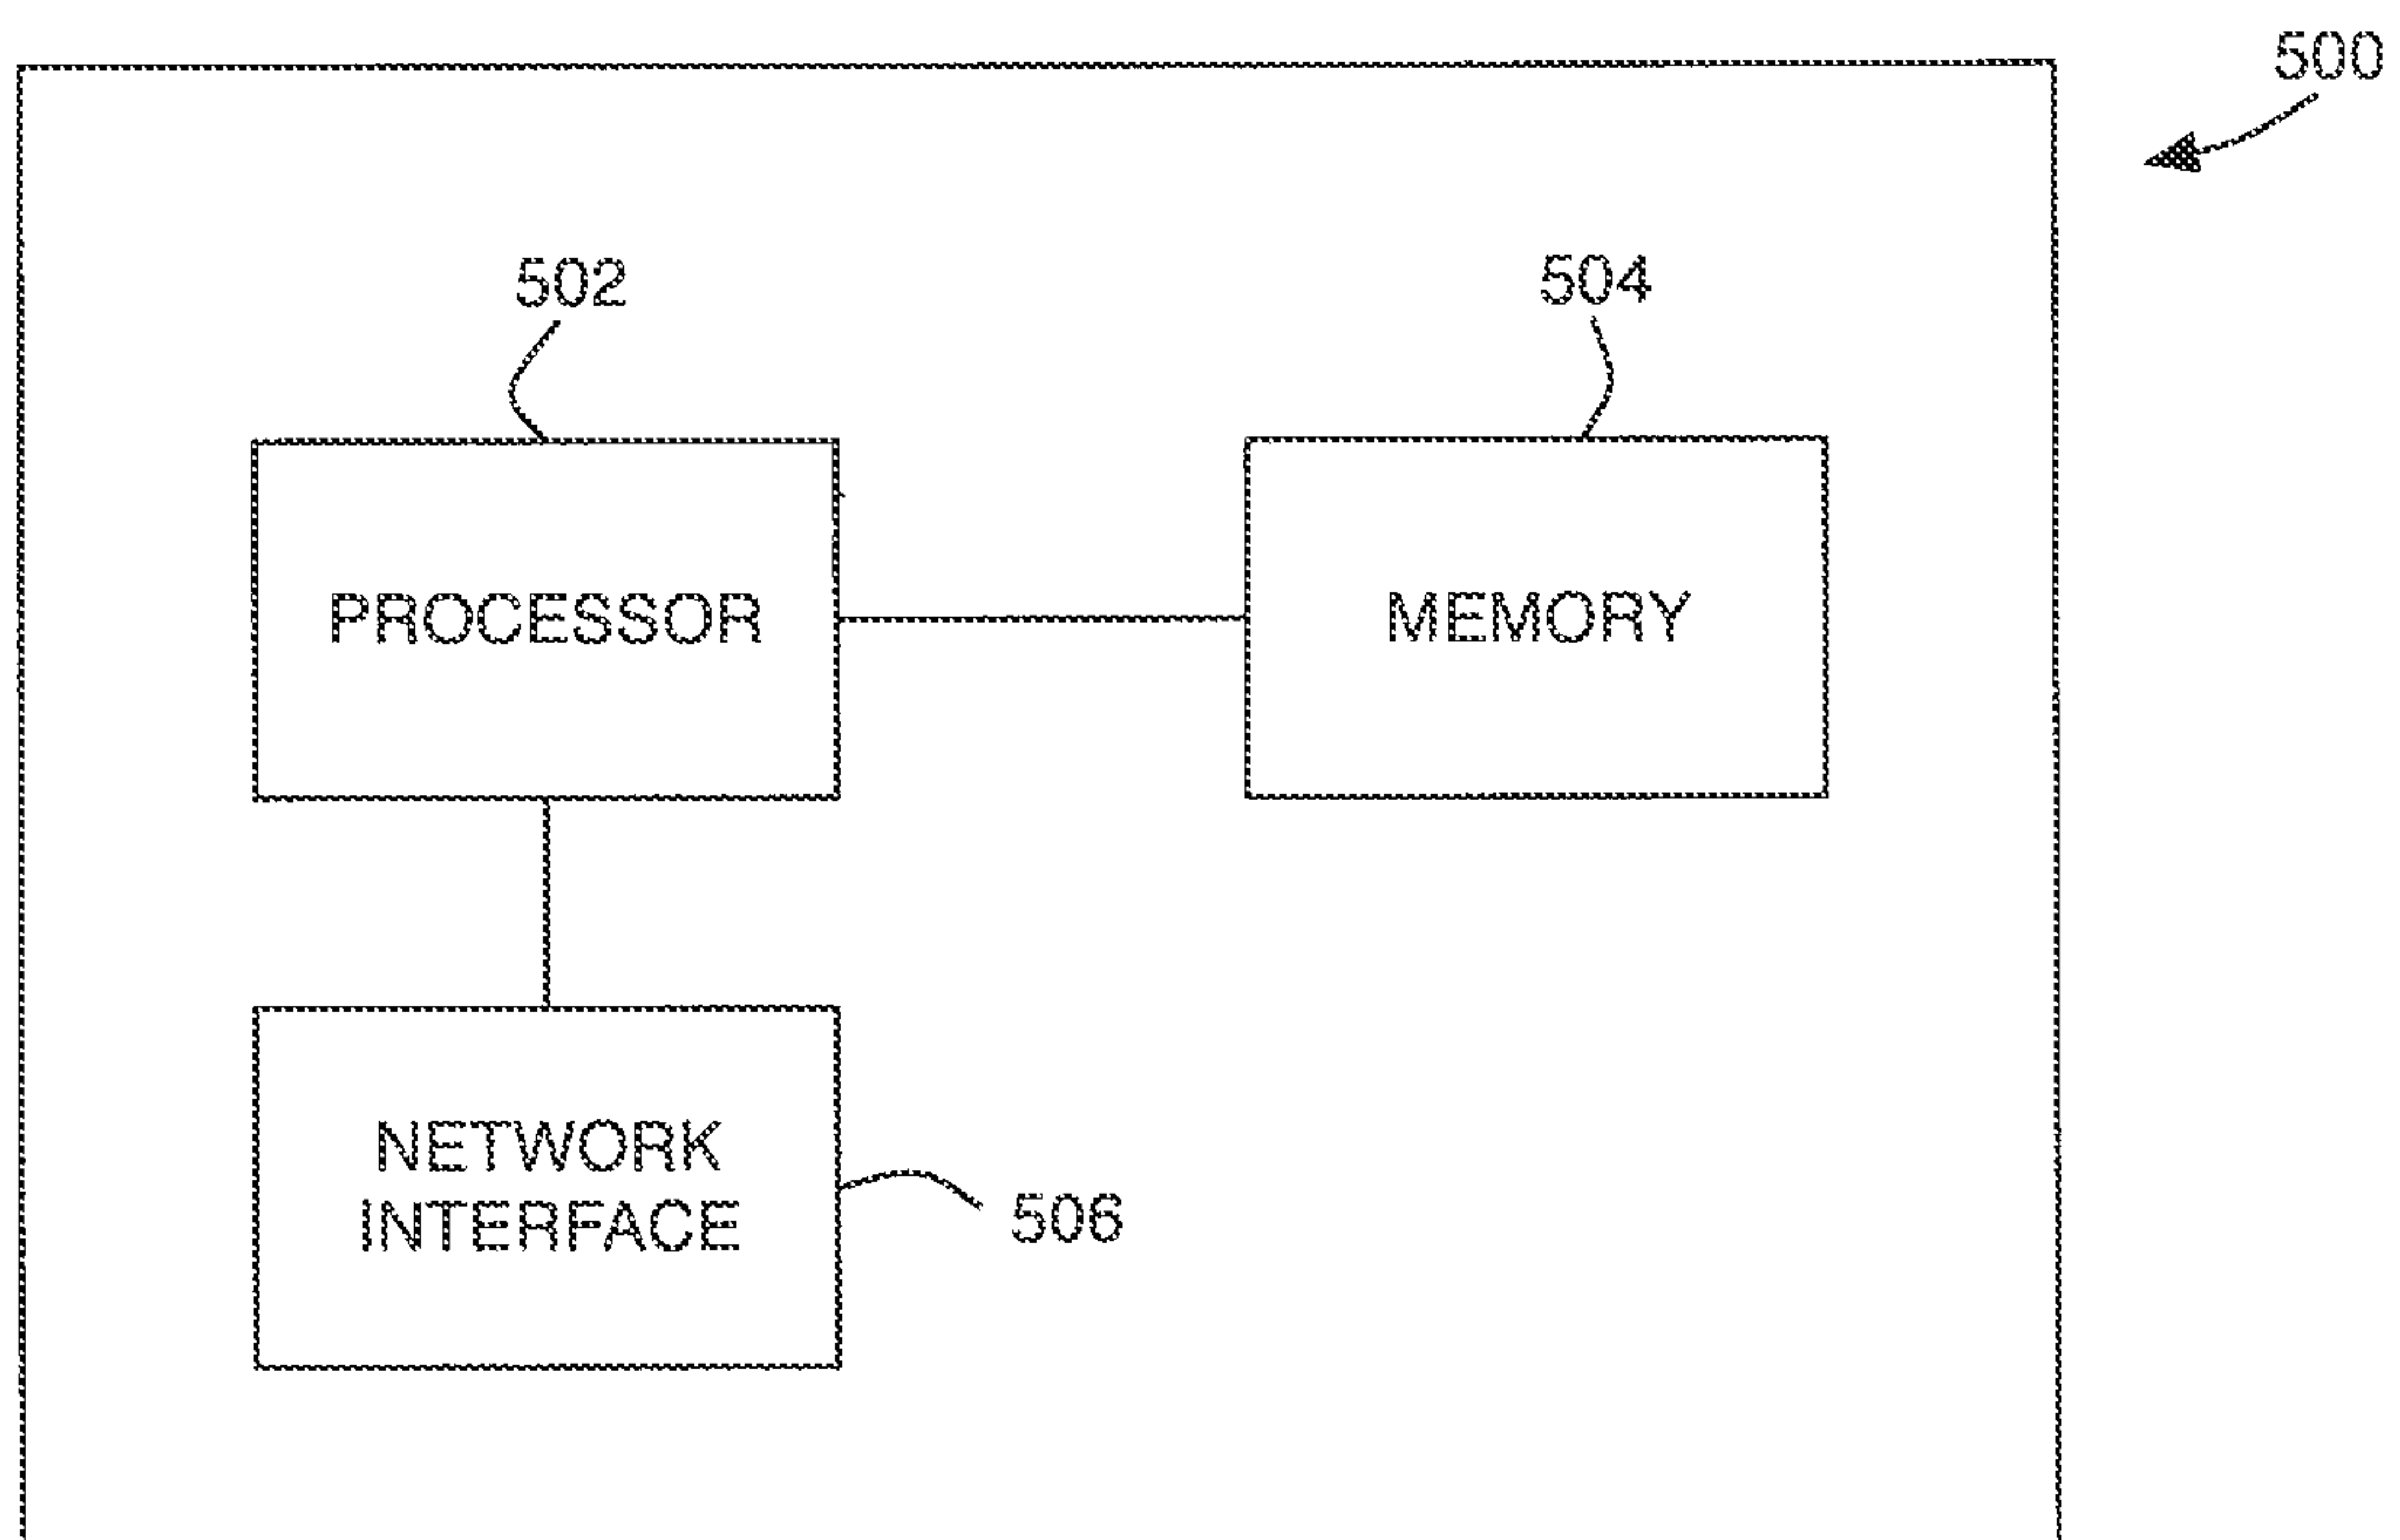 500
502
504
PROCESSOR
MEMORY
NETWORK
INTERFACE
506